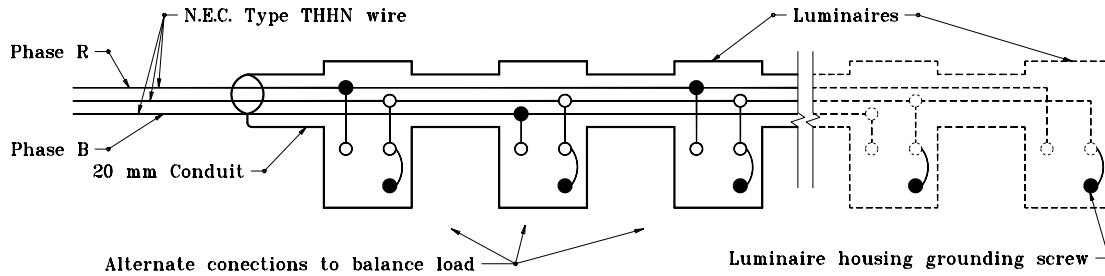 N.E.C. Type THHN wire
Luminaires
Phase R
Phase B
20 mm Conduit
Alternate conections to balance load
Luminaire housing grounding screw